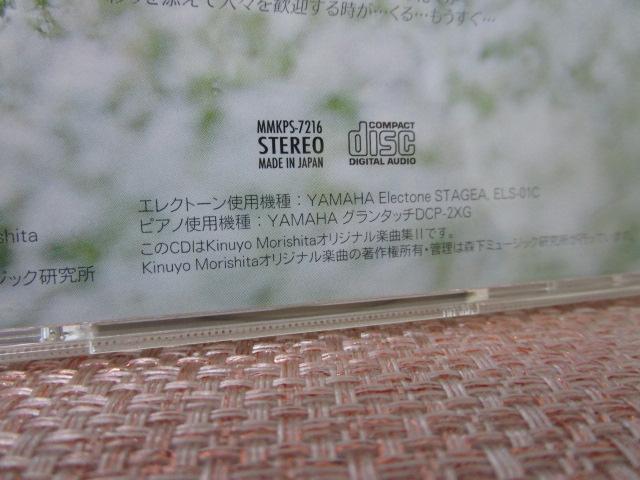 添えて人々を歓迎する時が…くる…もうすぐ…
MMKPS-7216
STEREO
MADE IN JAPAN
COMPACT
disc
DIGITAL AUDIO
エレクトーン使用機種：YAMAHA Electone STAGEA, ELS-01C
ピアノ使用機種：YAMAHA グランタッチDCP-2XG
このCDはKinuyo Morishitaオリジナル楽曲集IIです。
Kinuyo Morishitaオリジナル楽曲の著作権所有・管理は森下ミュージック研究所が行っています
shita
ジック研究所